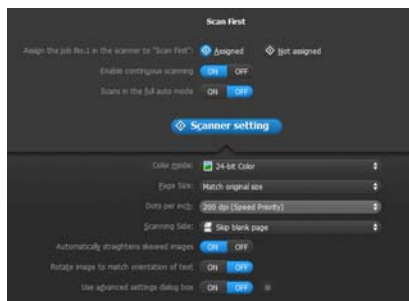 Scan First
Assign the job No.1 in the scanner to "Scan First": Assigned Not assigned
Enable continuous scanning ON OFF
Scans in the full auto mode ON OFF
Scanner setting
Color mode: 24-bit Color
Page Size: Match original size
Dots per inch: 200 dpi (Speed Priority)
Scanning Side: Skip blank page
Automatically straightens skewed images ON OFF
Rotate image to match orientation of text ON OFF
Use advanced settings dialog box ON OFF